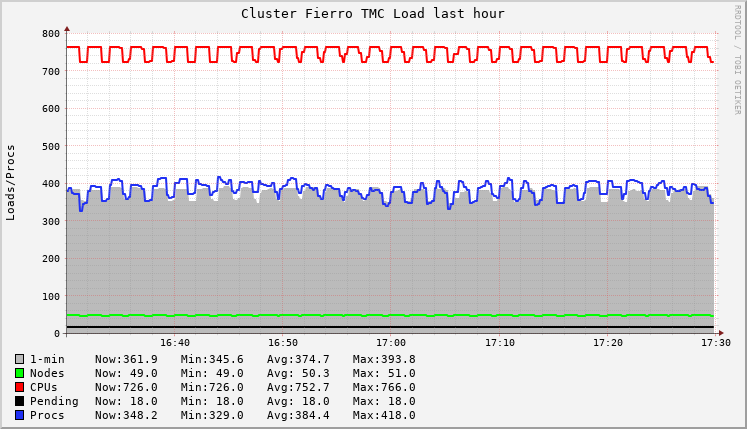 Cluster Fierro TMC Load last hour
RRDTOOL / TOBI OETIKER
Loads/Procs
800
700
600
500
400
300
200
100
0
16:40 16:50 17:00 17:10 17:20 17:30
1-min Now:361.9 Min:345.6 Avg:374.7 Max:393.8
Nodes Now: 49.0 Min: 49.0 Avg: 50.3 Max: 51.0
CPUs Now:726.0 Min:726.0 Avg:752.7 Max:766.0
Pending Now: 18.0 Min: 18.0 Avg: 18.0 Max: 18.0
Procs Now:348.2 Min:329.0 Avg:384.4 Max:418.0